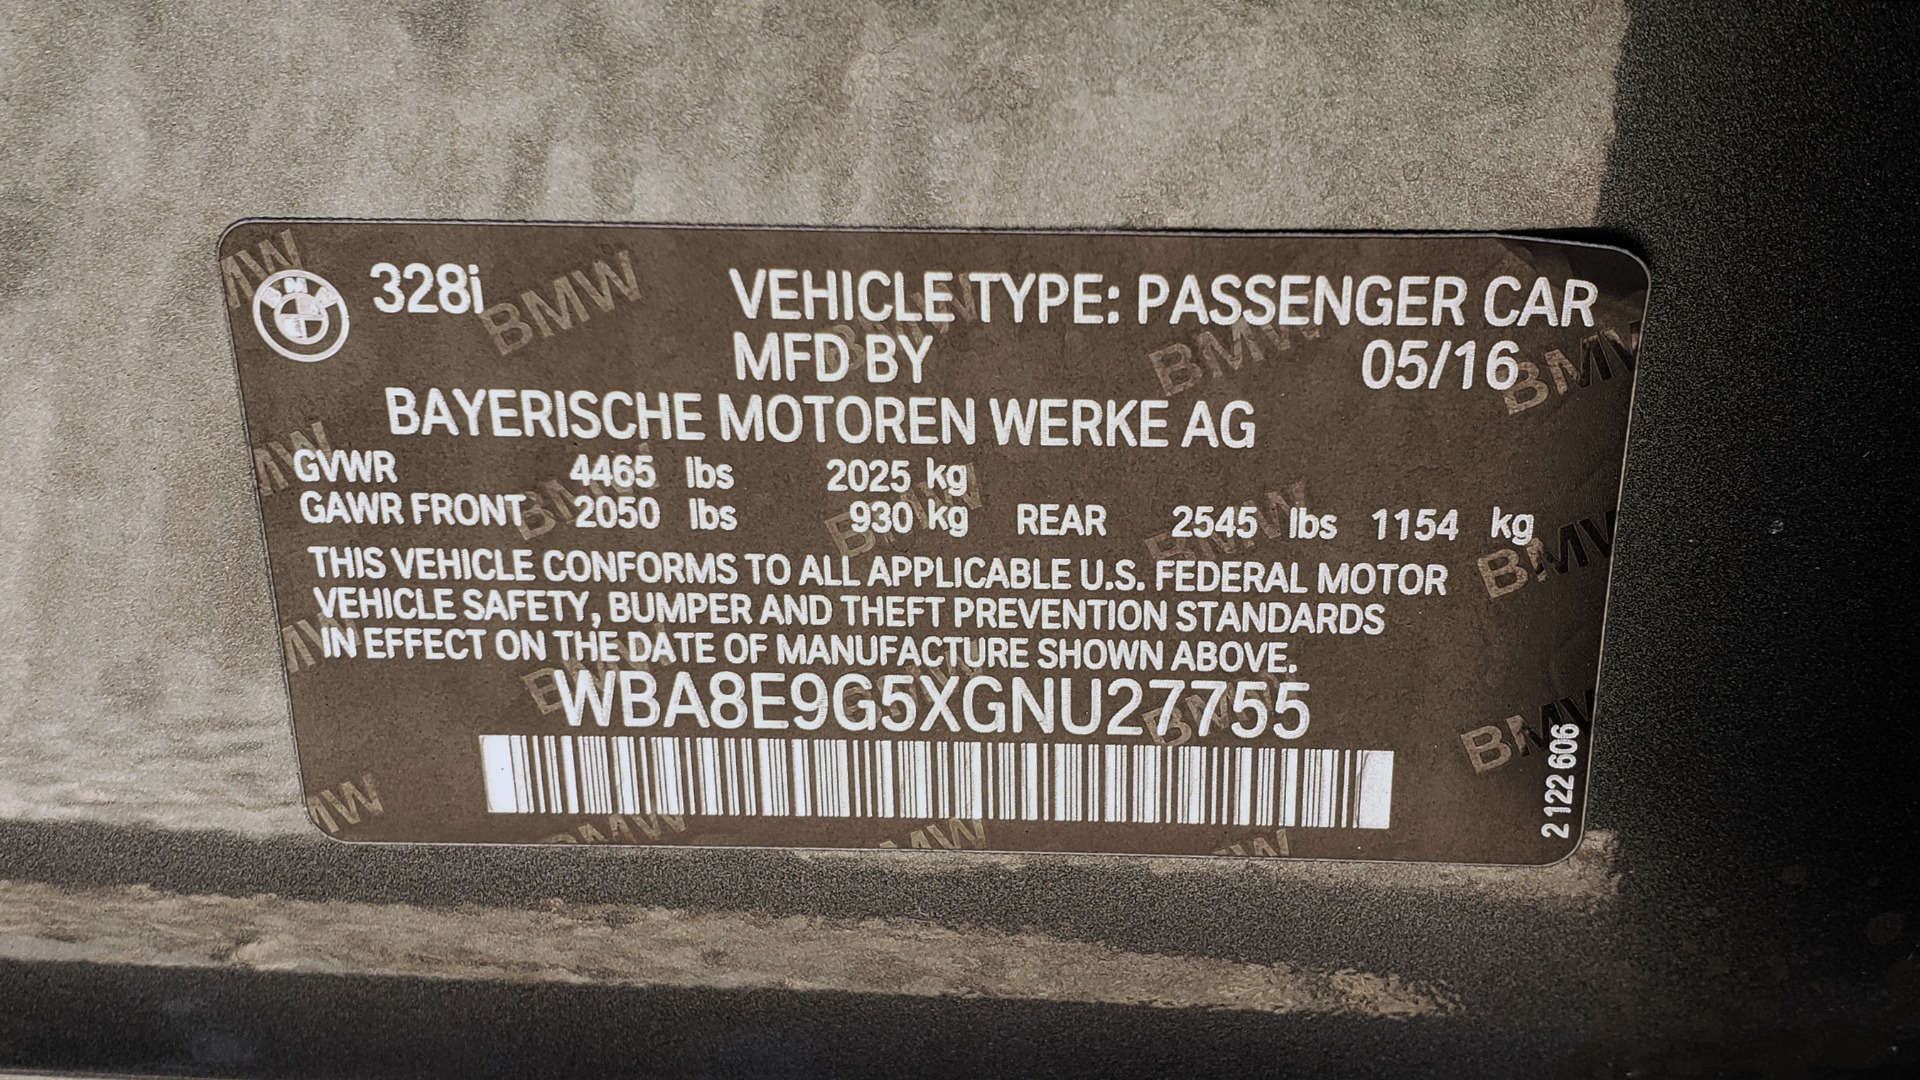 328i VEHICLE TYPE: PASSENGER CAR
MFD BY 05/16
BAYERISCHE MOTOREN WERKE AG
GVWR 4465 lbs 2025 kg
GAWR FRONT 2050 lbs 930 kg REAR 2545 lbs 1154 kg
THIS VEHICLE CONFORMS TO ALL APPLICABLE U.S. FEDERAL MOTOR
VEHICLE SAFETY, BUMPER AND THEFT PREVENTION STANDARDS
IN EFFECT ON THE DATE OF MANUFACTURE SHOWN ABOVE.
WBA8E9G5XGNU27755
2 122 606